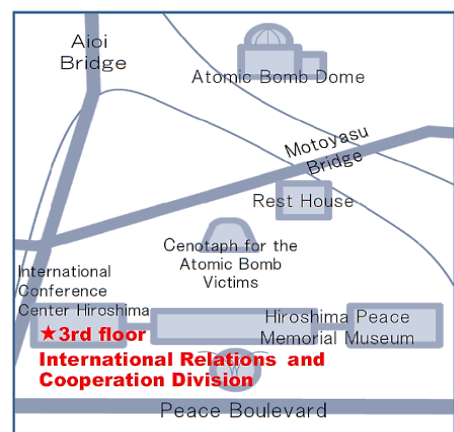 Aioi
Bridge
Atomic Bomb Dome
Motoyasu
Bridge
Rest House
Cenotaph for the
Atomic Bomb
Victims
International
Conference
Center Hiroshima
Hiroshima Peace
Memorial Museum
★3rd floor
International Relations and
Cooperation Division
Peace Boulevard